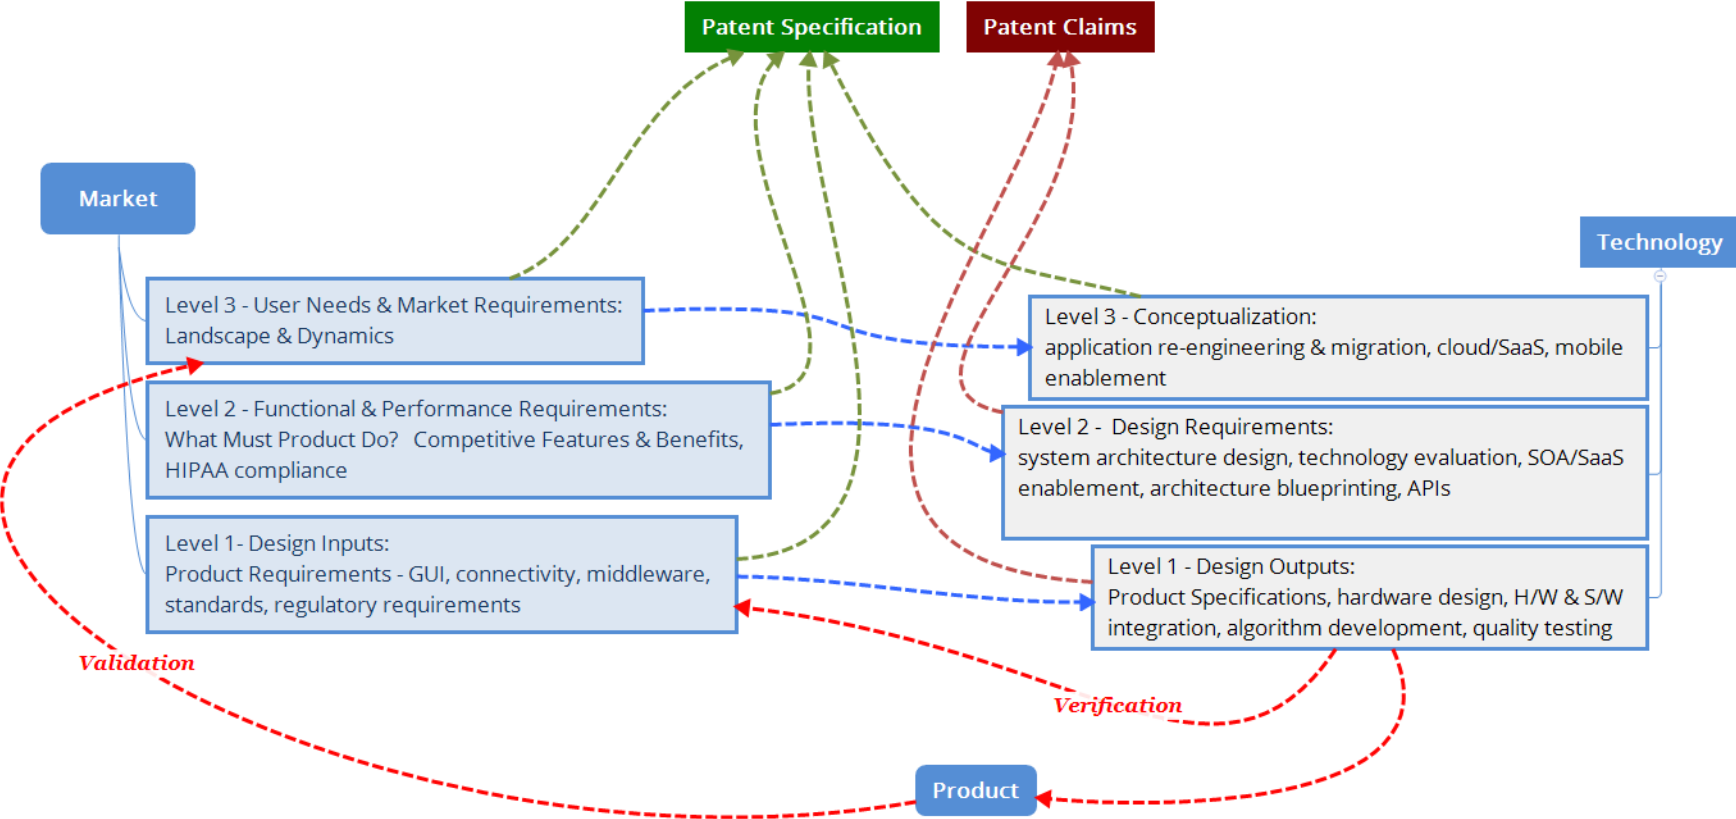 Patent Specification
Patent Claims
Market
Technology
Level 3 - User Needs & Market Requirements:
Landscape & Dynamics
Level 2 - Functional & Performance Requirements:
What Must Product Do?   Competitive Features & Benefits,
HIPAA compliance
Level 1- Design Inputs:
Product Requirements - GUI, connectivity, middleware,
standards, regulatory requirements
Level 3 - Conceptualization:
application re-engineering & migration, cloud/SaaS, mobile
enablement
Level 2 -  Design Requirements:
system architecture design, technology evaluation, SOA/SaaS
enablement, architecture blueprinting, APIs
Level 1 - Design Outputs:
Product Specifications, hardware design, H/W & S/W
integration, algorithm development, quality testing
Validation
Verification
Product